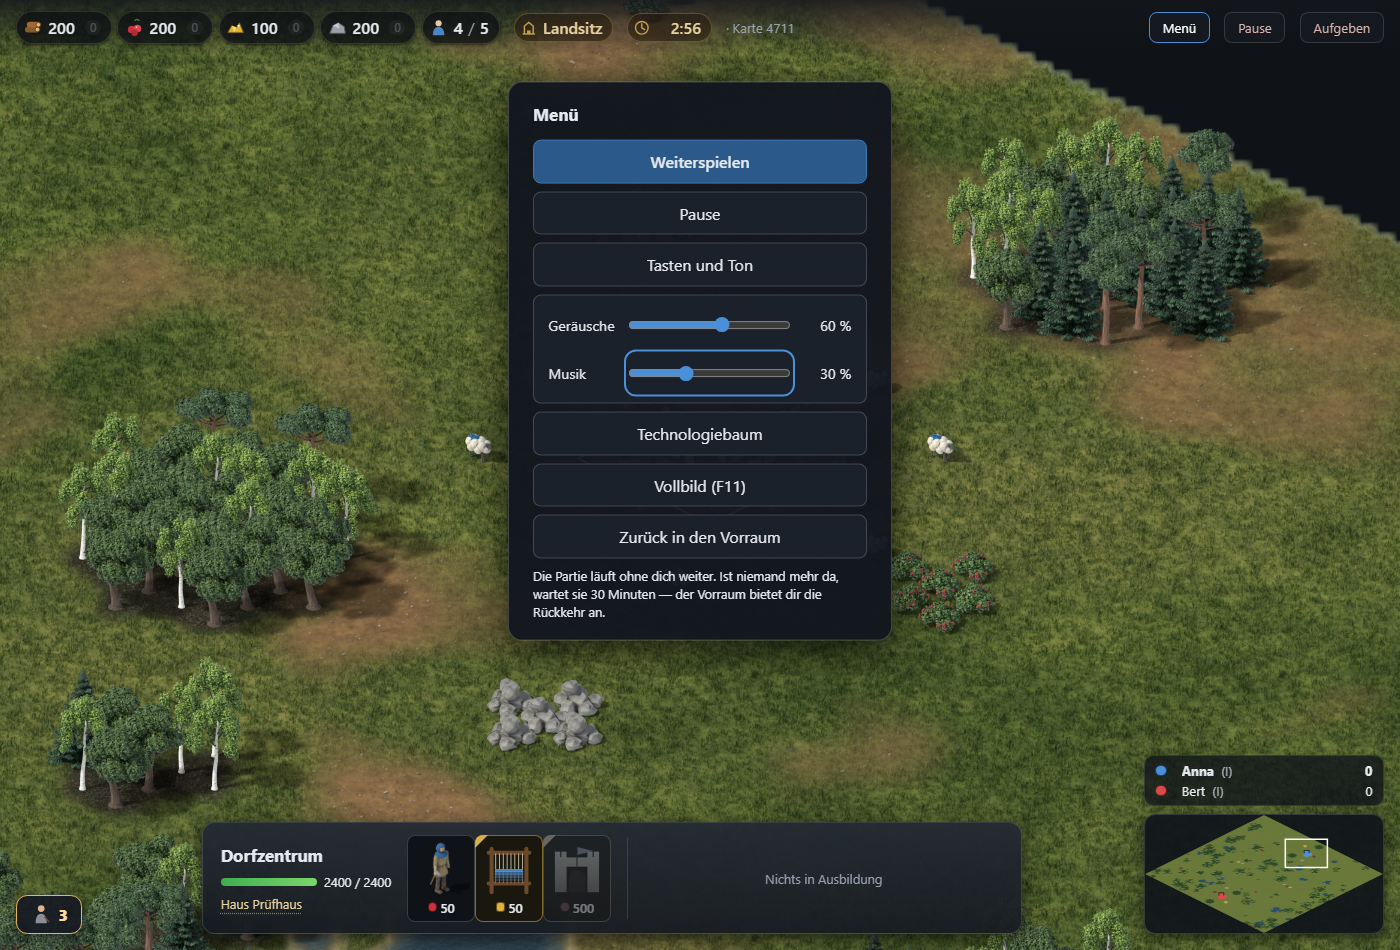 200 0 200 0 100 0 200 0 4 / 5 Landsitz 2:56 · Karte 4711 Menü Pause Aufgeben
Menü
Weiterspielen
Pause
Tasten und Ton
Geräusche 60 %
Musik 30 %
Technologiebaum
Vollbild (F11)
Zurück in den Vorraum
Die Partie läuft ohne dich weiter. Ist niemand mehr da,
wartet sie 30 Minuten — der Vorraum bietet dir die
Rückkehr an.
Anna (I) 0
Bert (I) 0
Dorfzentrum
2400 / 2400
Haus Prüfhaus
50 50 500
Nichts in Ausbildung
3